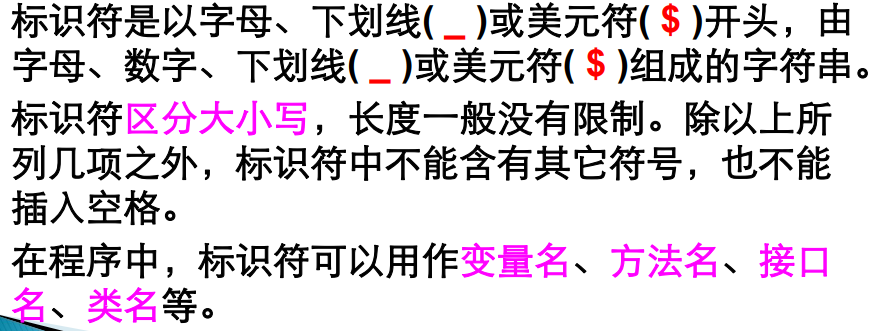 标识符是以字母、下划线( _ )或美元符( $ )开头，由
字母、数字、下划线( _ )或美元符( $ )组成的字符串。
标识符区分大小写，长度一般没有限制。除以上所
列几项之外，标识符中不能含有其它符号，也不能
插入空格。
在程序中，标识符可以用作变量名、方法名、接口
名、类名等。